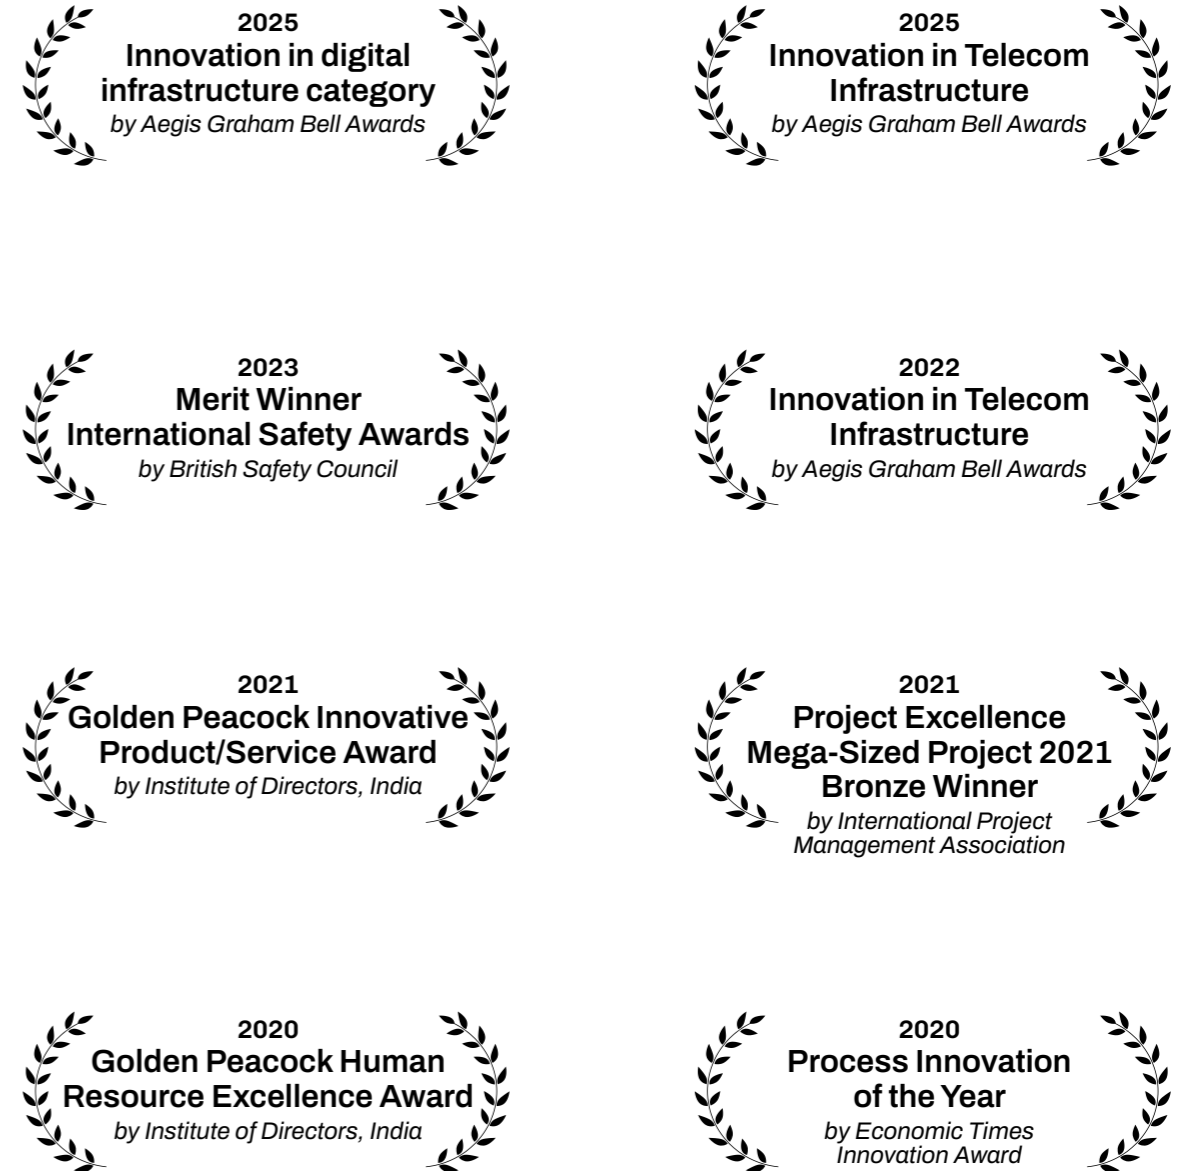 2025
Innovation in digital
infrastructure category
by Aegis Graham Bell Awards
2025
Innovation in Telecom
Infrastructure
by Aegis Graham Bell Awards
2023
Merit Winner
International Safety Awards
by British Safety Council
2022
Innovation in Telecom
Infrastructure
by Aegis Graham Bell Awards
2021
Golden Peacock Innovative
Product/Service Award
by Institute of Directors, India
2021
Project Excellence
Mega-Sized Project 2021
Bronze Winner
by International Project
Management Association
2020
Golden Peacock Human
Resource Excellence Award
by Institute of Directors, India
2020
Process Innovation
of the Year
by Economic Times
Innovation Award